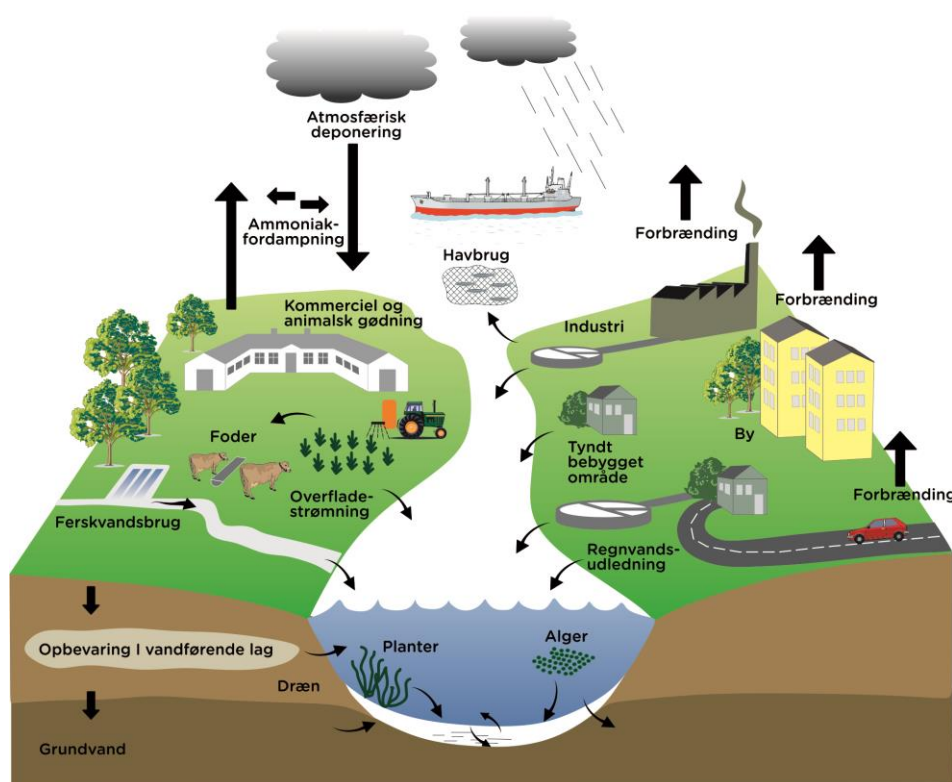 Atmosfærisk
deponering
Ammoniak-
fordampning
Havbrug
Forbrænding
Forbrænding
Kommerciel og
animalsk gødning
Industri
Foder
Tyndt
bebygget
område
By
Overflade-
strømning
Forbrænding
Ferskvandsbrug
Regnvands-
udledning
Opbevaring I vandførende lag
Planter
Alger
Dræn
Grundvand